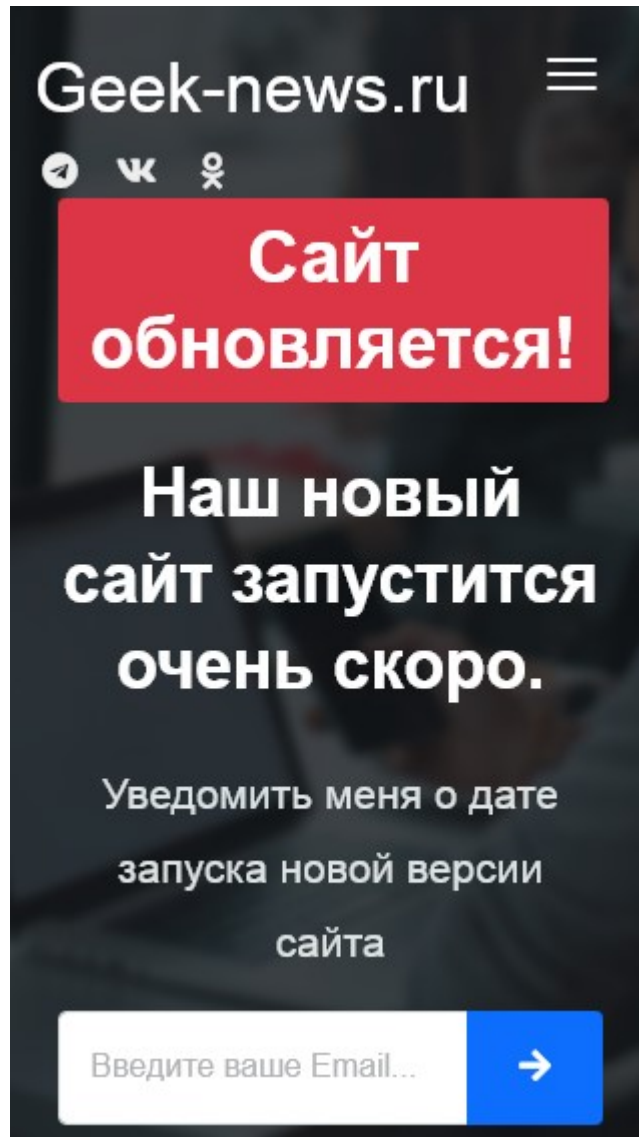 Geek-news.ru
Сайт
обновляется!
Наш новый
сайт запустится
очень скоро.
Уведомить меня о дате
запуска новой версии
сайта
Введите ваше Email...